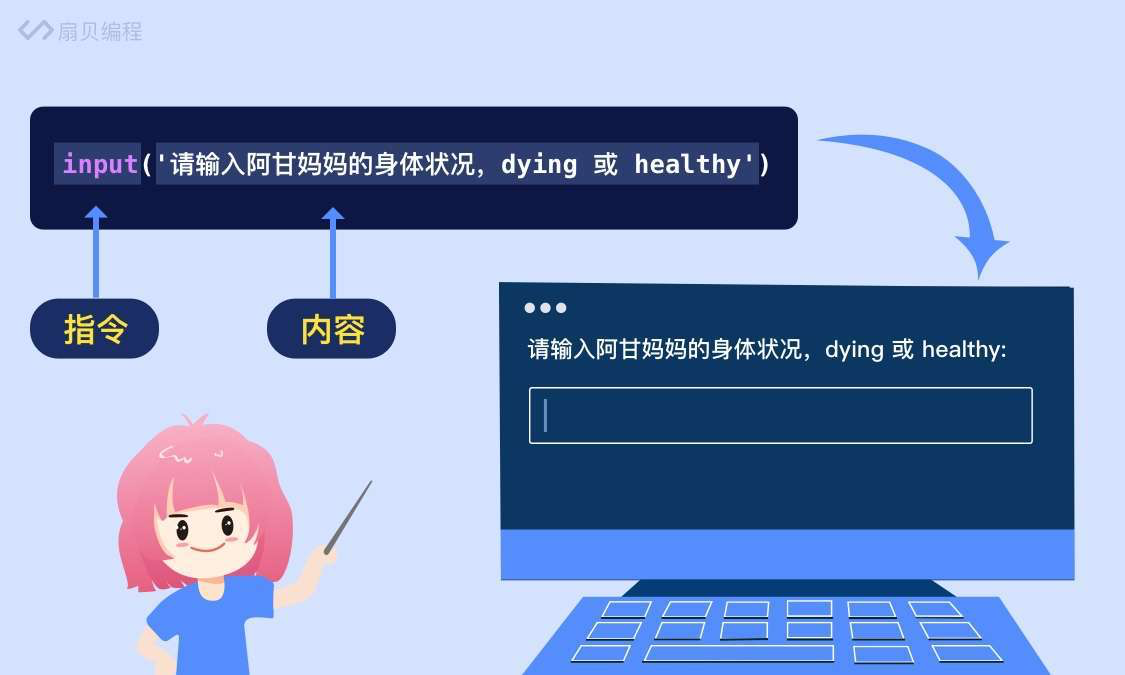 扇贝编程
input('请输入阿甘妈妈的身体状况，dying 或 healthy')
指令
内容
请输入阿甘妈妈的身体状况，dying 或 healthy: